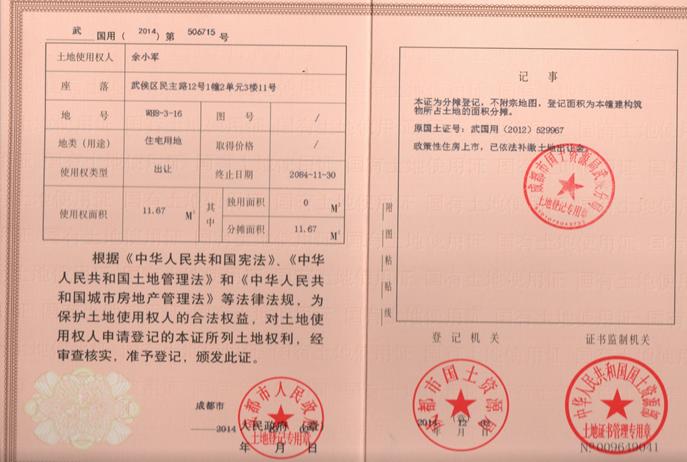 武 国用（2014）第 506715 号
土地使用权人 余小军
座 落 武侯区民主路12号1幢2单元3楼11号
地 号 WH9-3-16 图 号 /
地类（用途） 住宅用地 取得价格 /
使用权类型 出让 终止日期 2084-11-30
使用权面积 11.67 M² 其中 独用面积 0 M²
分摊面积 11.67 M²
根据《中华人民共和国宪法》、《中华
人民共和国土地管理法》和《中华人民共
和国城市房地产管理法》等法律法规，为
保护土地使用权人的合法权益，对土地使
用权人申请登记的本证所列土地权利，经
审查核实，准予登记，颁发此证。
成都市 人民政府（章）
2014 年 月 日
成都市人民政
土地登记专用章
附图粘贴线
记 事
本证为分摊登记，不附宗地图，登记面积为本幢建构筑
物所占土地的面积分摊。
原国土证号：武国用（2012）529967
政策性住房上市，已依法补缴土地出让金。
成都市国土资源局武侯分局
土地登记专用章
登 记 机 关
成都市国土资源局
2014 年 12 月 日
证书监制机关
中华人民共和国国土资源部
土地证书管理专用章
№ 009649041